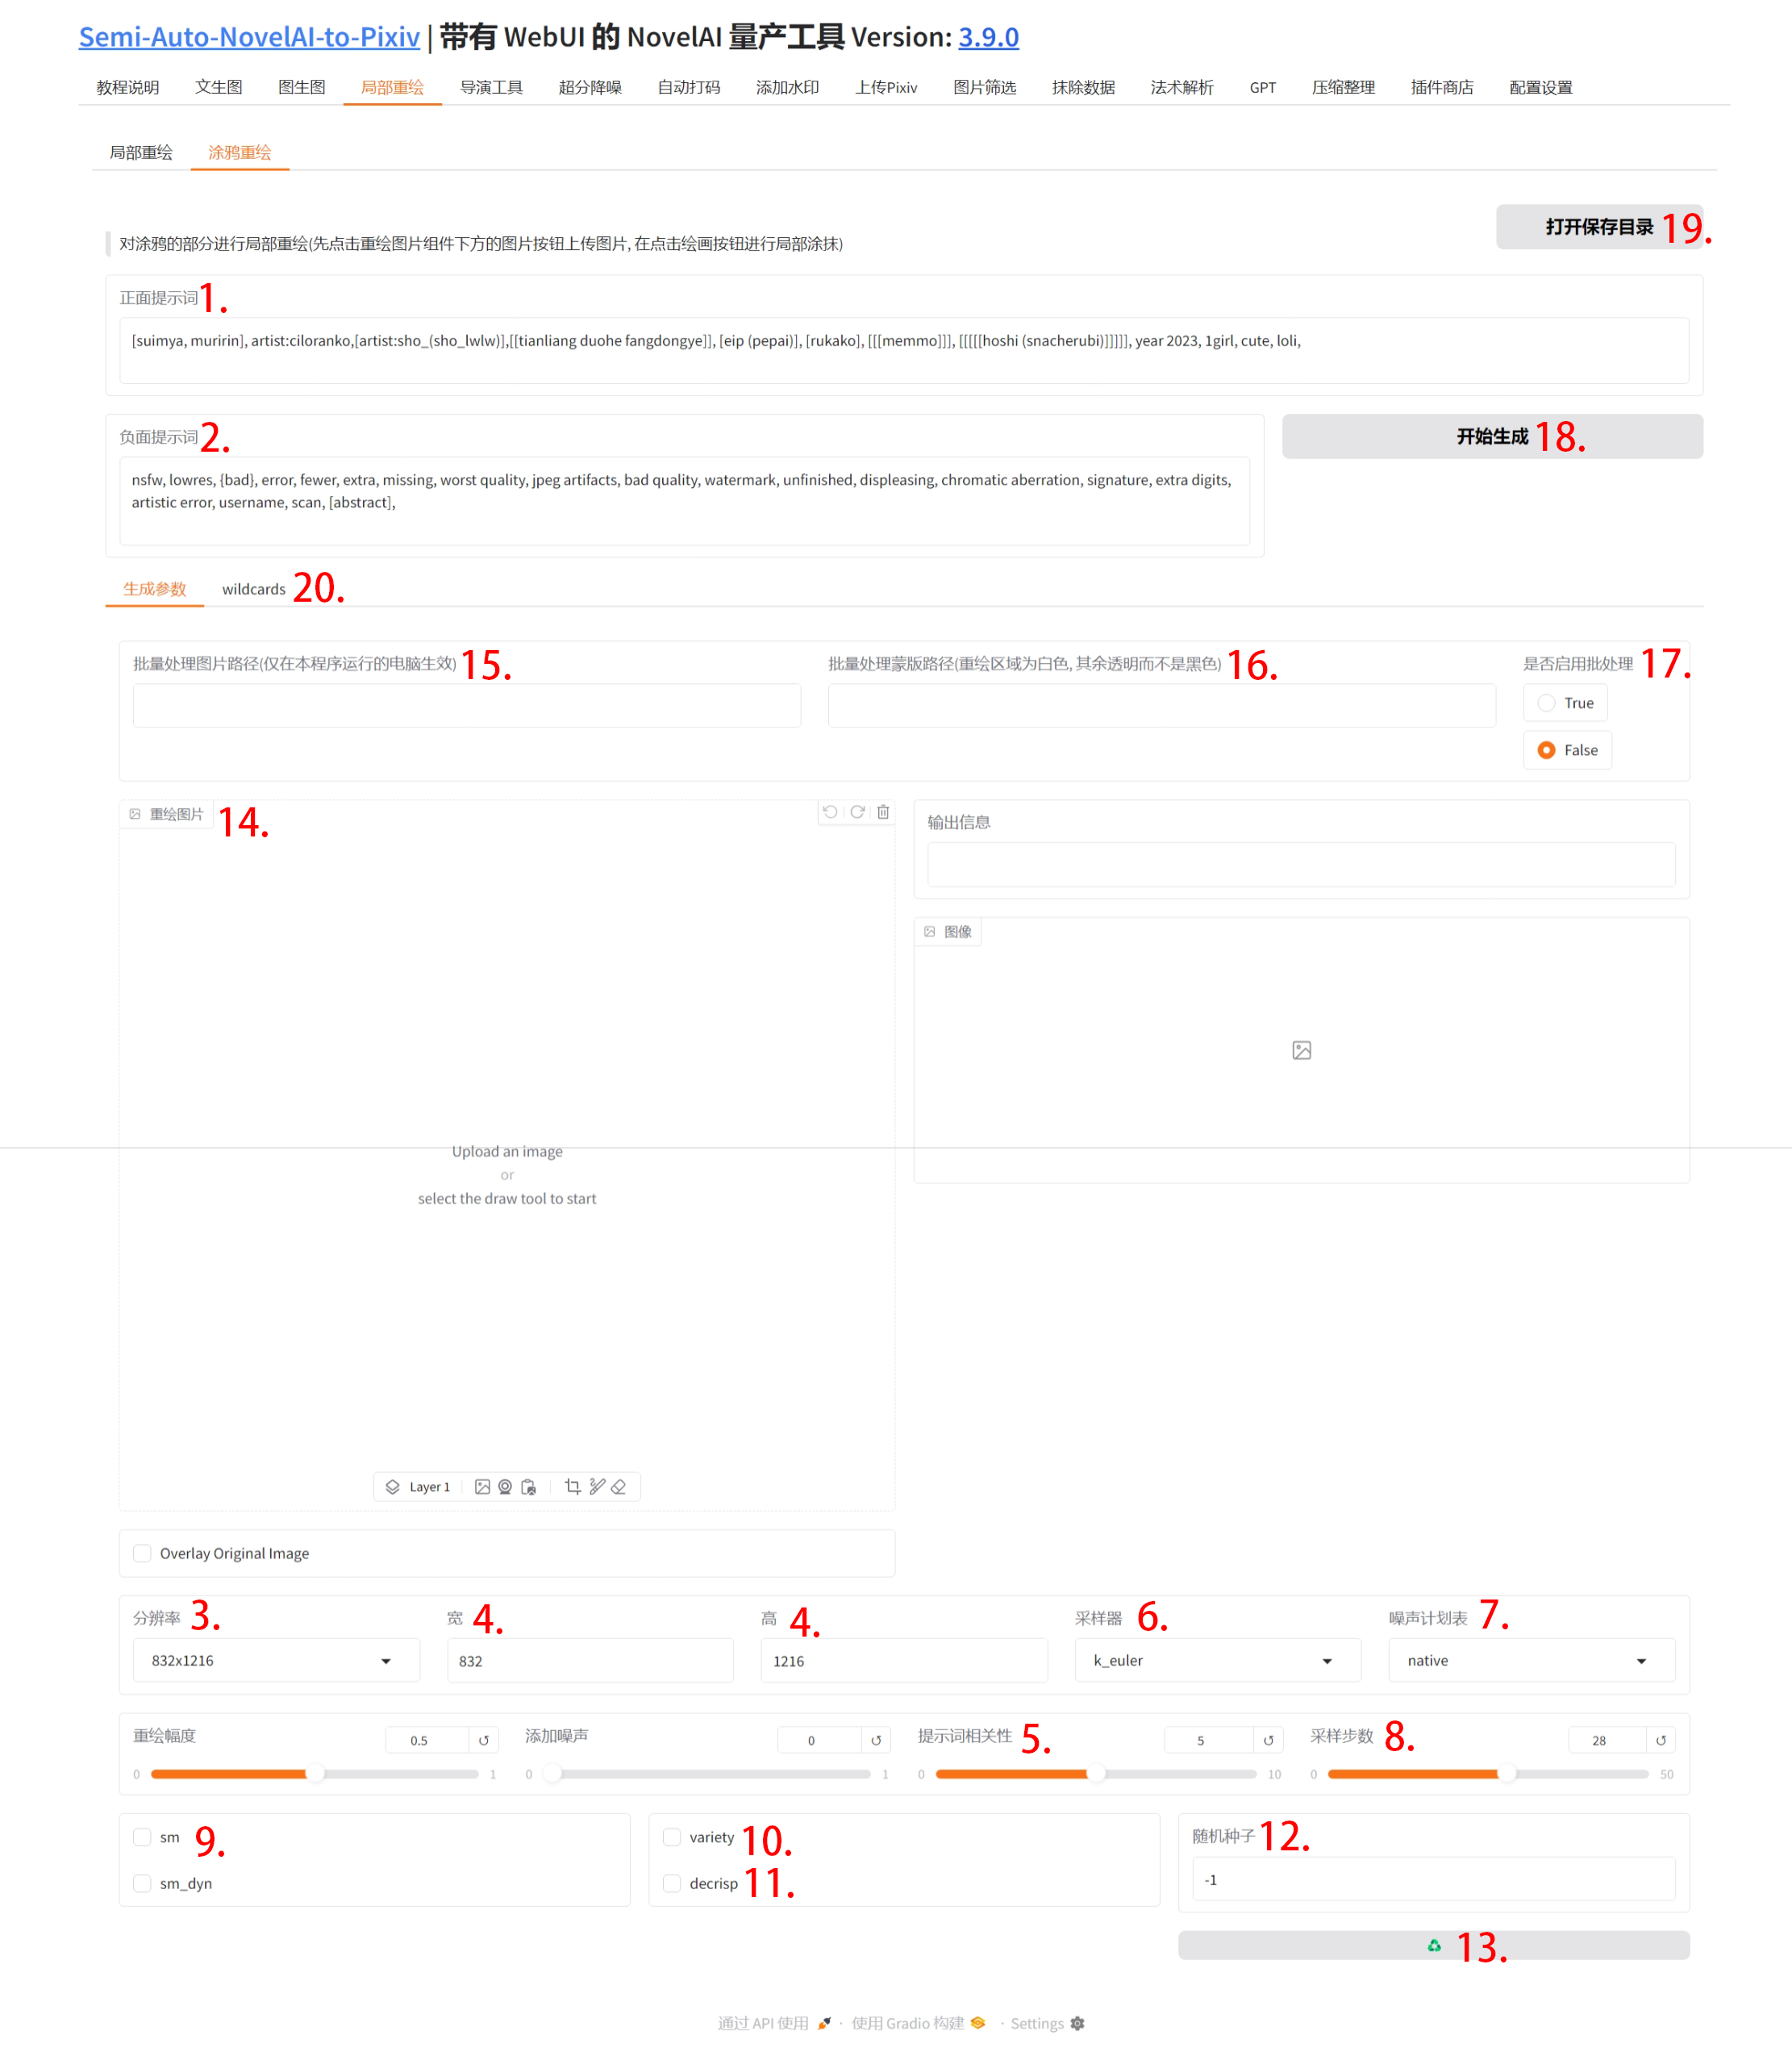 Semi-Auto-NovelAI-to-Pixiv | 带有 WebUI 的 NovelAI 量产工具 Version: 3.9.0
教程说明 文生图 图生图 局部重绘 导演工具 超分降噪 自动打码 添加水印 上传Pixiv 图片筛选 抹除数据 法术解析 GPT 压缩整理 插件商店 配置设置
局部重绘 涂鸦重绘
打开保存目录 19.
对涂鸦的部分进行局部重绘(先点击重绘图片组件下方的图片按钮上传图片, 在点击绘画按钮进行局部涂抹)
正面提示词 1.
[suimya, muririn], artist:ciloranko,[artist:sho_(sho_lwlw)],[[tianliang duohe fangdongye]], [eip (pepai)], [rukako], [[[memmo]]], [[[[[hoshi (snacherubi)]]]]], year 2023, 1girl, cute, loli,
负面提示词 2.
开始生成 18.
nsfw, lowres, {bad}, error, fewer, extra, missing, worst quality, jpeg artifacts, bad quality, watermark, unfinished, displeasing, chromatic aberration, signature, extra digits,
artistic error, username, scan, [abstract],
生成参数 wildcards 20.
批量处理图片路径(仅在本程序运行的电脑生效) 15. 批量处理蒙版路径(重绘区域为白色, 其余透明而不是黑色) 16. 是否启用批处理 17.
True
False
重绘图片 14.
输出信息
图像
Upload an image
or
select the draw tool to start
Layer 1
Overlay Original Image
分辨率 3. 宽 4. 高 4. 采样器 6. 噪声计划表 7.
832x1216 832 1216 k_euler native
重绘幅度 0.5 添加噪声 0 提示词相关性 5. 5 采样步数 8. 28
0 1 0 1 0 10 0 50
sm 9. variety 10. 随机种子 12.
sm_dyn decrisp 11. -1
13.
通过 API 使用 · 使用 Gradio 构建 · Settings